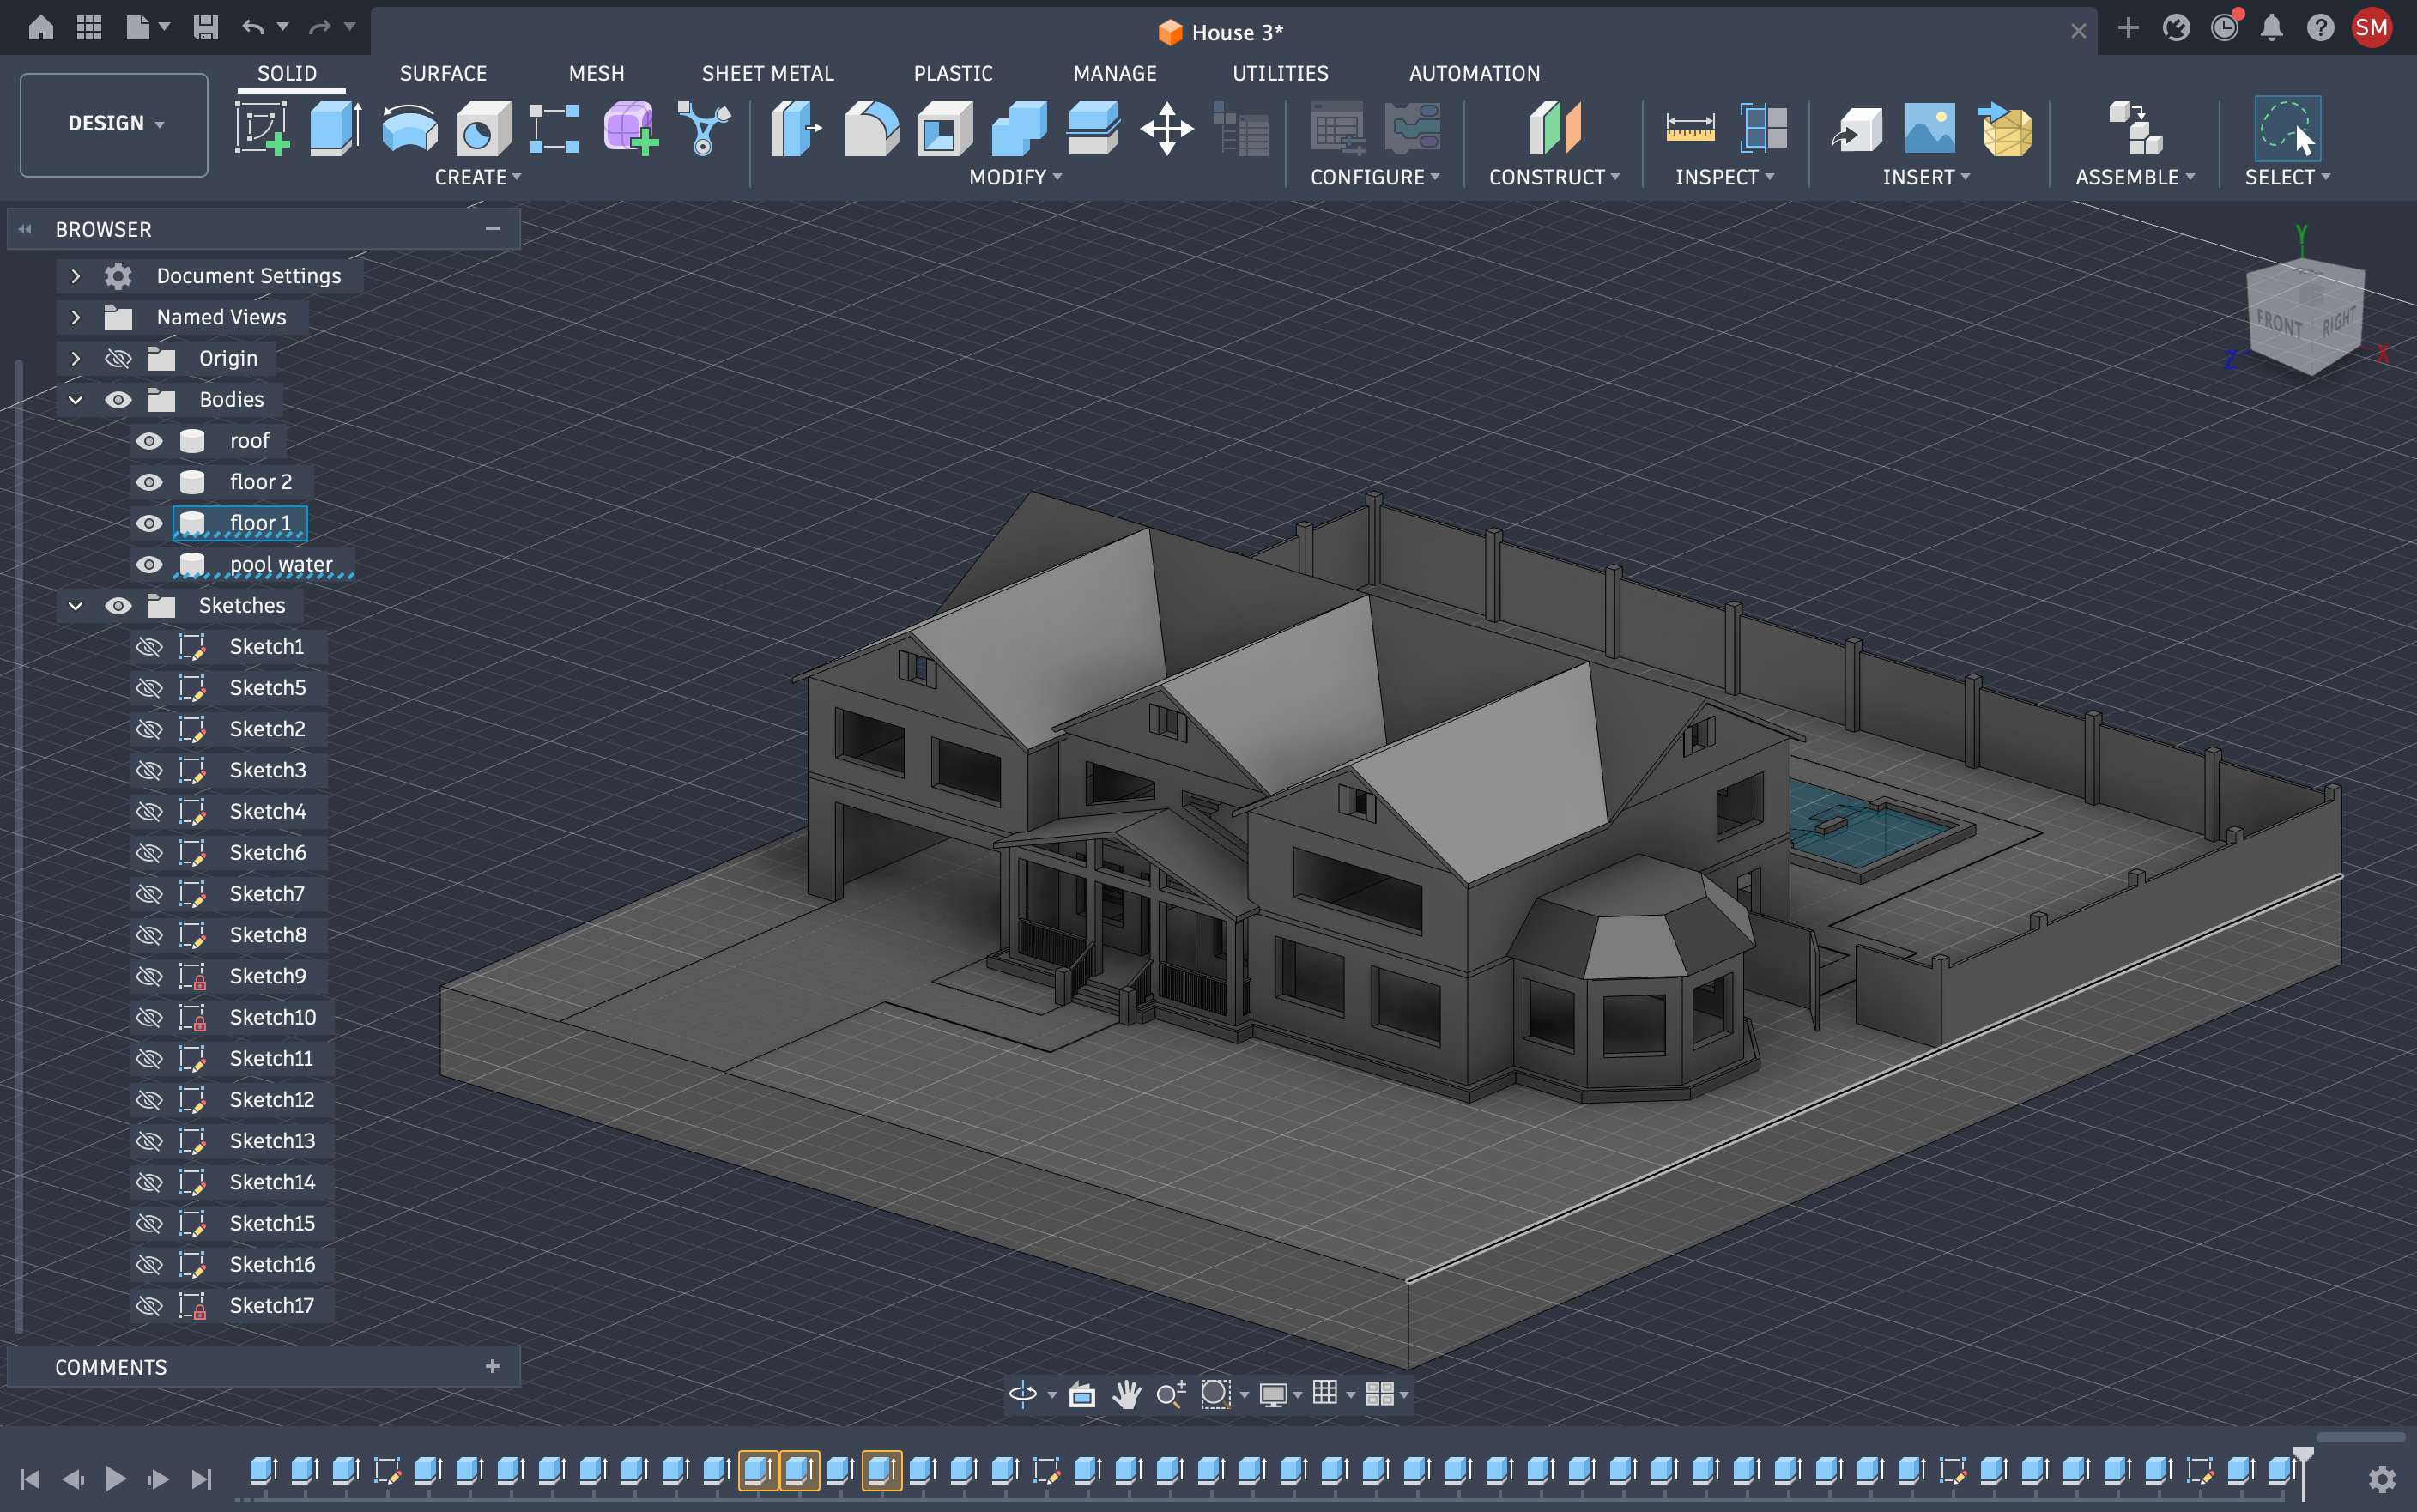 House 3*
SM
DESIGN
SOLID
SURFACE
MESH
SHEET METAL
PLASTIC
MANAGE
UTILITIES
AUTOMATION
CREATE
MODIFY
CONFIGURE
CONSTRUCT
INSPECT
INSERT
ASSEMBLE
SELECT
BROWSER
Document Settings
Named Views
Origin
Bodies
roof
floor 2
floor 1
pool water
Sketches
Sketch1
Sketch5
Sketch2
Sketch3
Sketch4
Sketch6
Sketch7
Sketch8
Sketch9
Sketch10
Sketch11
Sketch12
Sketch13
Sketch14
Sketch15
Sketch16
Sketch17
COMMENTS
Y
FRONT
RIGHT
Z
X